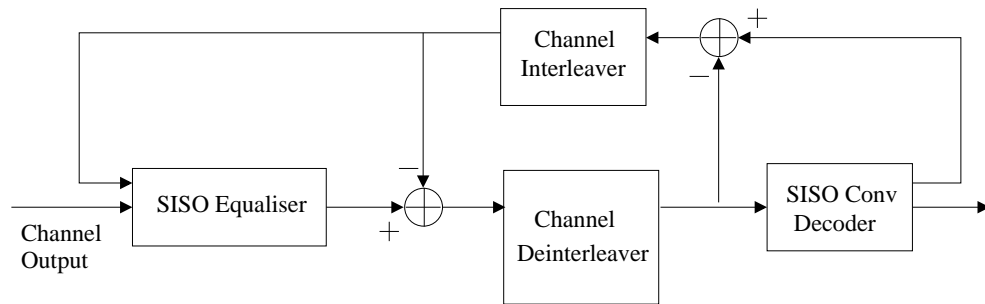 Channel
Interleaver
+
—
SISO Equaliser
—
+
Channel
Deinterleaver
SISO Conv
Decoder
Channel
Output